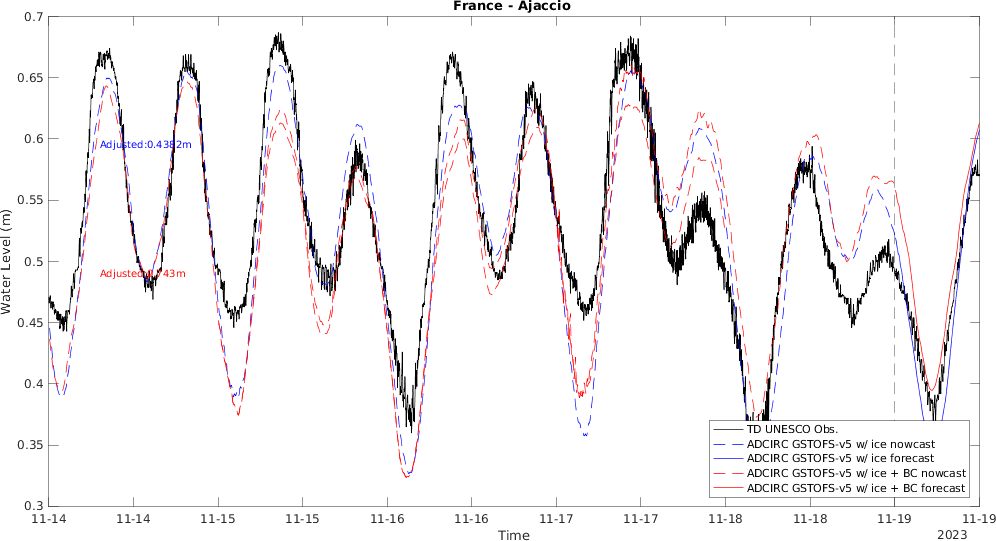 France - Ajaccio
0.7
0.65
0.6
0.55
0.5
0.45
0.4
0.35
0.3
Water Level (m)
Adjusted:0.4382m
TD UNESCO Obs.
ADCIRC GSTOFS-v5 w/ ice nowcast
ADCIRC GSTOFS-v5 w/ ice forecast
ADCIRC GSTOFS-v5 w/ ice + BC nowcast
ADCIRC GSTOFS-v5 w/ ice + BC forecast
11-14 11-14 11-15 11-15 11-16 11-16 11-17 11-17 11-18 11-18 11-19 11-19
Time
2023